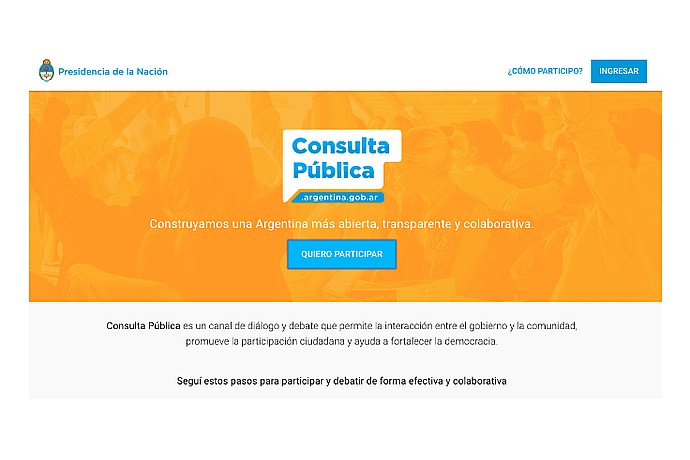 Presidencia de la Nación
¿CÓMO PARTICIPO?
INGRESAR
Consulta
Pública
.argentina.gob.ar
Construyamos una Argentina más abierta, transparente y colaborativa.
QUIERO PARTICIPAR
Consulta Pública es un canal de diálogo y debate que permite la interacción entre el gobierno y la comunidad,
promueve la participación ciudadana y ayuda a fortalecer la democracia.
Seguí estos pasos para participar y debatir de forma efectiva y colaborativa